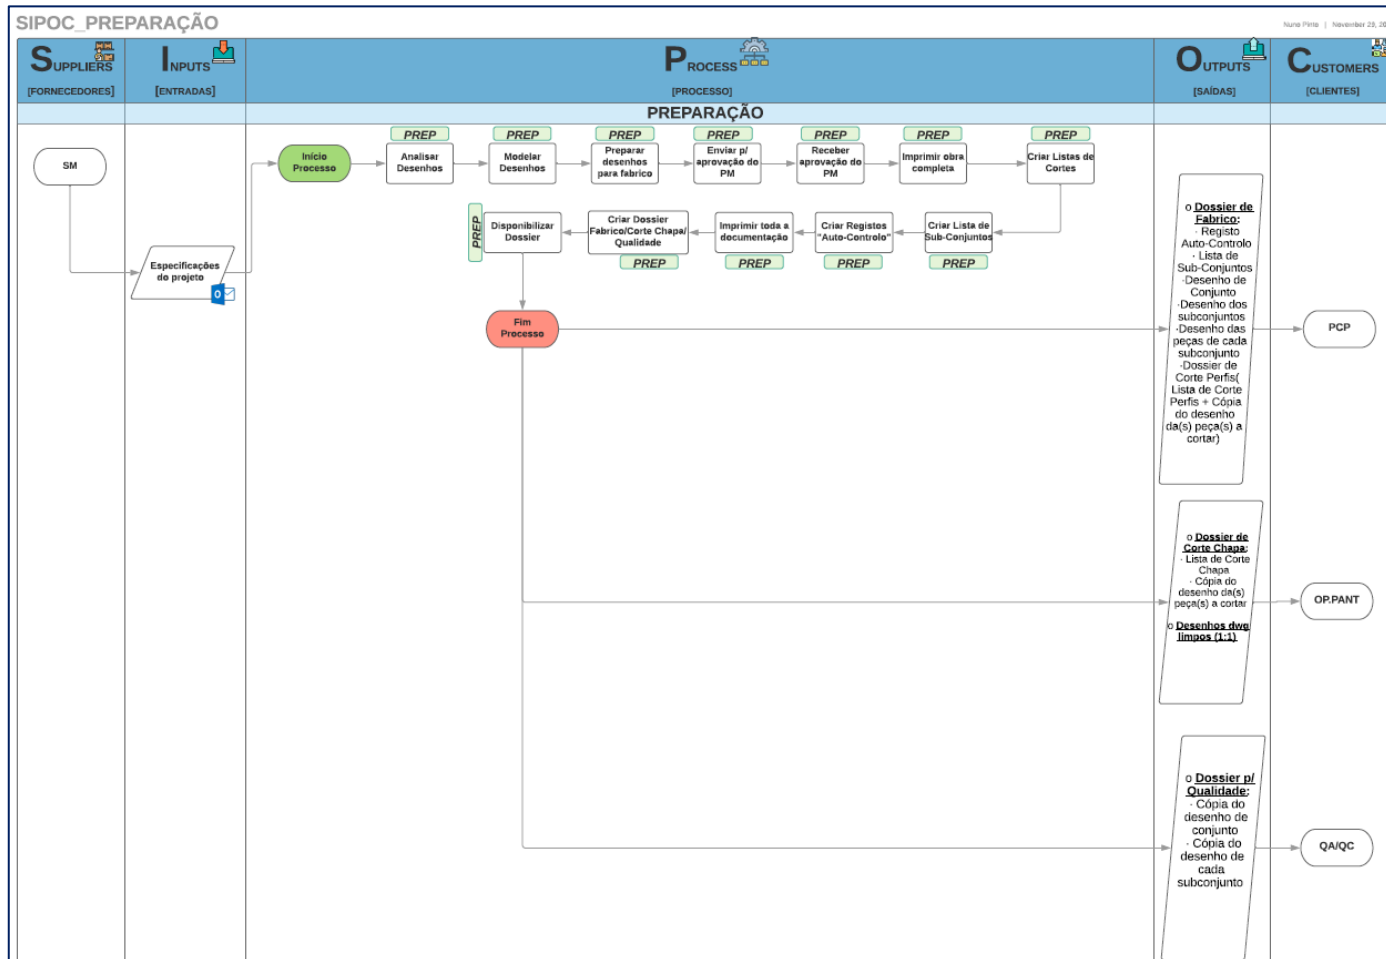 SIPOC_PREPARAÇÃO
Nuno Pinto | November 29, 20
SUPPLIERS
[FORNECEDORES]
INPUTS
[ENTRADAS]
PROCESS
[PROCESSO]
OUTPUTS
[SAÍDAS]
CUSTOMERS
[CLIENTES]
PREPARAÇÃO
SM
Especificações
do projeto
Início
Processo
PREP
Analisar
Desenhos
PREP
Modelar
Desenhos
PREP
Preparar
desenhos
para fabrico
PREP
Enviar p/
aprovação do
PM
PREP
Receber
aprovação do
PM
PREP
Imprimir obra
completa
PREP
Criar Listas de
Cortes
Criar Lista de
Sub-Conjuntos
PREP
Criar Registos
"Auto-Controlo"
PREP
Imprimir toda a
documentação
PREP
Criar Dossier
Fabrico/Corte Chapa/
Qualidade
PREP
Disponibilizar
Dossier
PREP
Fim
Processo
o Dossier de
Fabrico:
· Registo
Auto-Controlo
· Lista de
Sub-Conjuntos
·Desenho de
Conjunto
·Desenho dos
subconjuntos
·Desenho das
peças de cada
subconjunto
·Dossier de
Corte Perfis(
Lista de Corte
Perfis + Cópia
do desenho
da(s) peça(s) a
cortar)
PCP
o Dossier de
Corte Chapa:
· Lista de Corte
Chapa
· Cópia do
desenho da(s)
peça(s) a cortar
o Desenhos dwg
limpos (1:1)
OP.PANT
o Dossier p/
Qualidade:
· Cópia do
desenho de
conjunto
· Cópia do
desenho de
cada
subconjunto
QA/QC